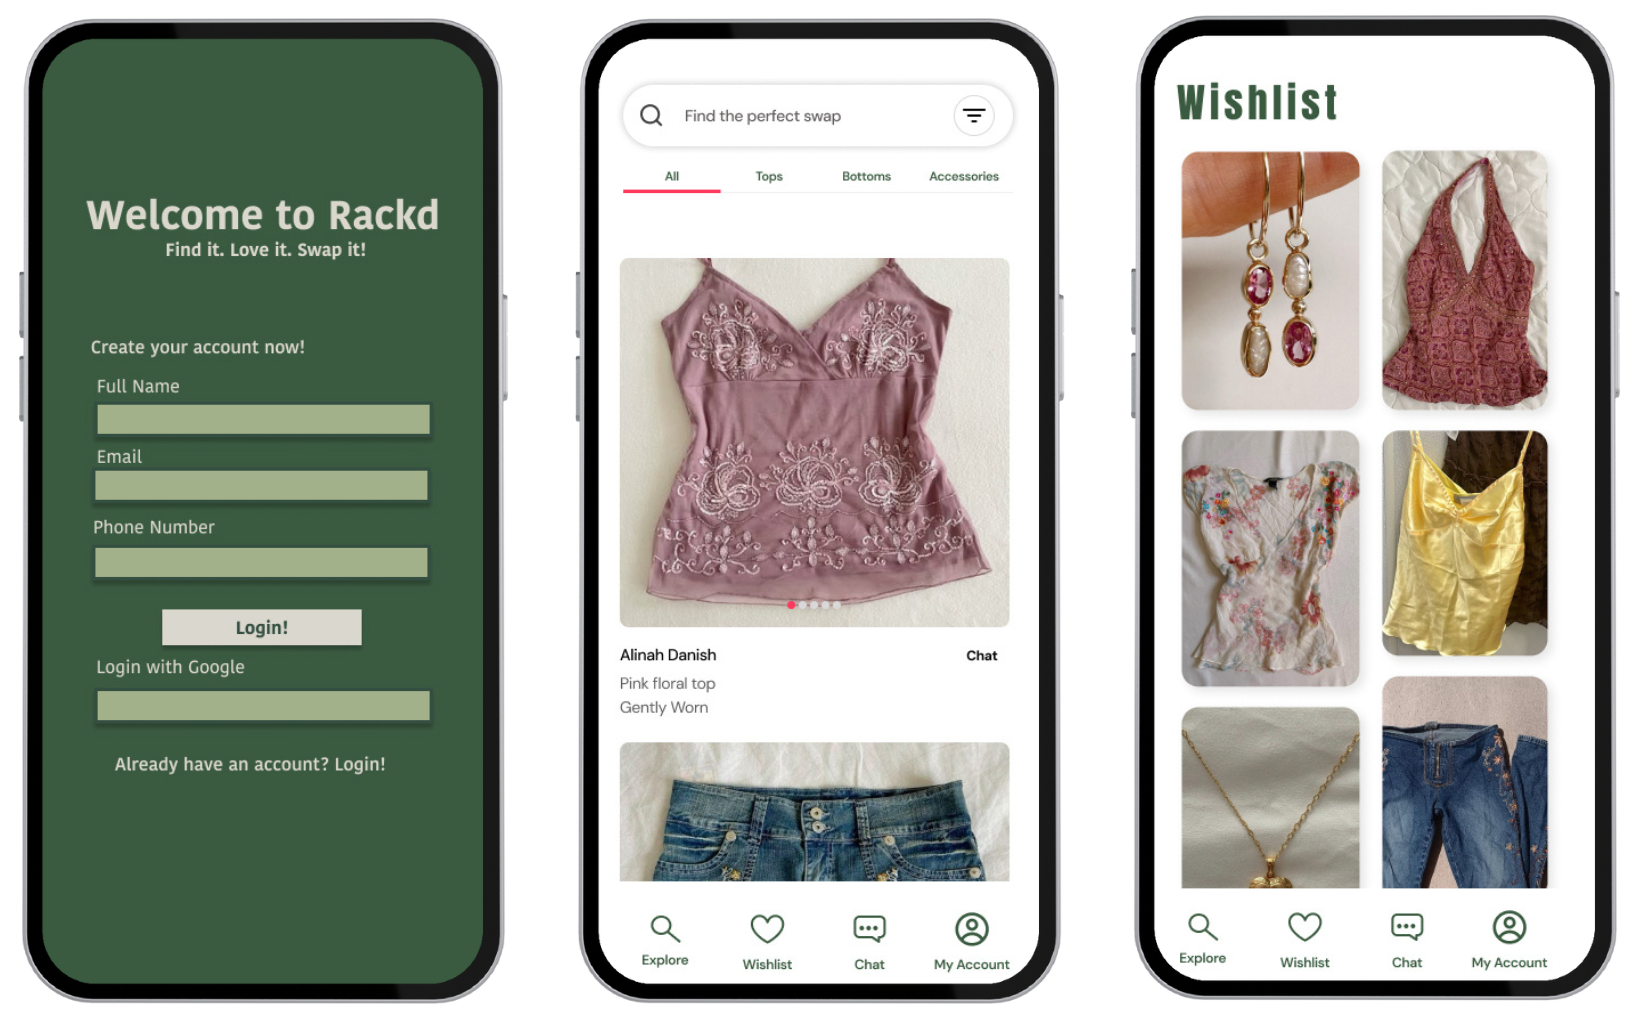 Welcome to Rackd
Find it. Love it. Swap it!
Create your account now!
Full Name
Email
Phone Number
Login!
Login with Google
Already have an account? Login!
Find the perfect swap
All Tops Bottoms Accessories
Alinah Danish Chat
Pink floral top
Gently Worn
Explore Wishlist Chat My Account
Wishlist
Explore Wishlist Chat My Account